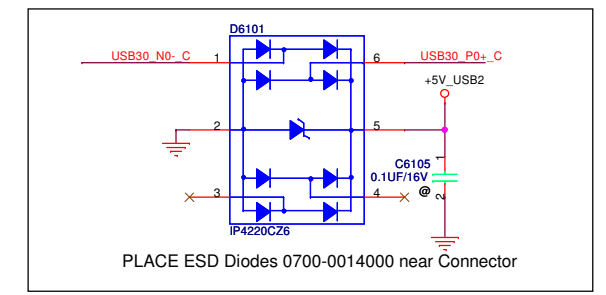 D6101
USB30_N0-_C
1
6
USB30_P0+_C
+5V_USB2
2
5
1
C6105
0.1UF/16V
@
2
3
4
IP4220CZ6
PLACE ESD Diodes 0700-0014000 near Connector